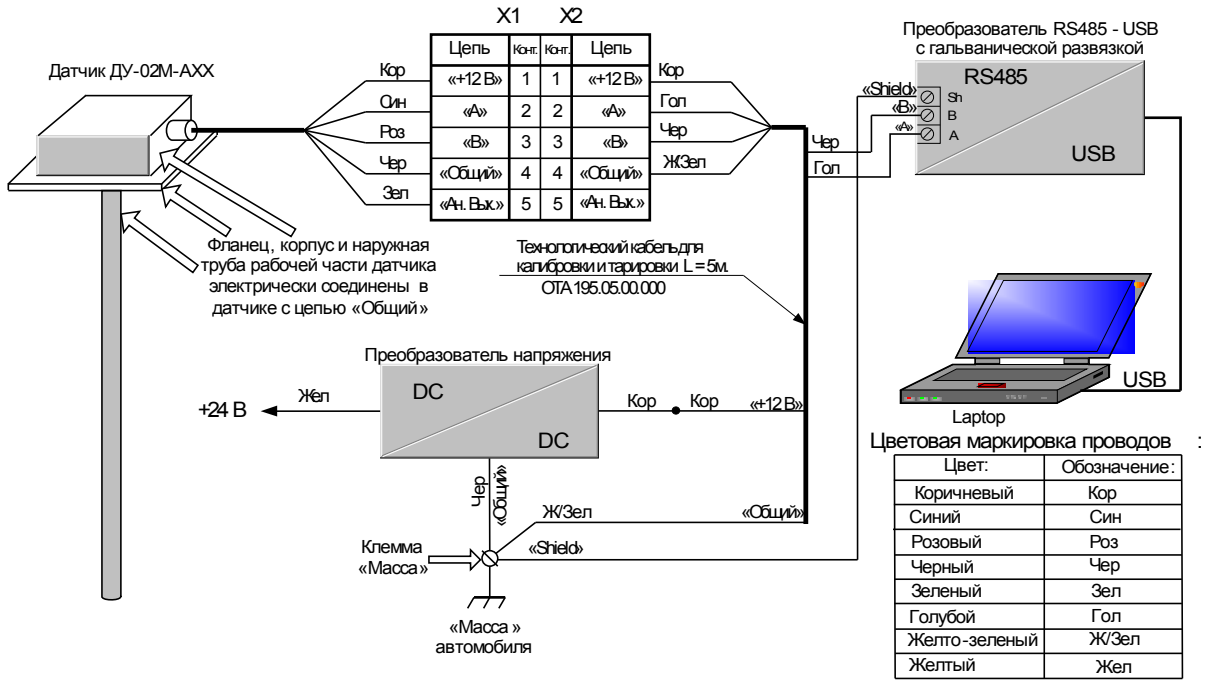 X1 X2
Преобразователь RS485 - USB
с гальванической развязкой
Датчик ДУ-02М-АХХ
Цепь Конт. Конт. Цепь
Кор «+12 В» 1 1 «+12 В» Кор
Син «А» 2 2 «А» Гол
Роз «В» 3 3 «В» Чер
Чер «Общий» 4 4 «Общий» Ж/Зел
Зел «Ан. Вых.» 5 5 «Ан. Вых.»
RS485
«Shield» Sh
«В» B
«А» A
USB
Чер
Гол
Фланец, корпус и наружная
труба рабочей части датчика
электрически соединены в
датчике с цепью «Общий»
Технологический кабель для
калибровки и тарировки L = 5м.
ОТА 195.05.00.000
Преобразователь напряжения
DC
DC
+24 В
Жел
Кор Кор «+12 В»
Чер
«Общий»
Ж/Зел «Общий»
«Shield»
Клемма
«Масса»
«Масса»
автомобиля
USB
Laptop
Цветовая маркировка проводов :
Цвет: Обозначение:
Коричневый Кор
Синий Син
Розовый Роз
Черный Чер
Зеленый Зел
Голубой Гол
Желто-зеленый Ж/Зел
Желтый Жел